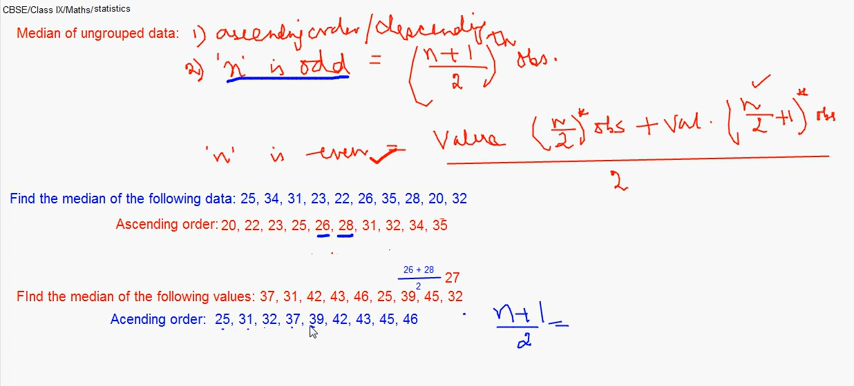 CBSE/Class IX/Maths/statistics
Median of ungrouped data: 1) ascending order/descending
2) 'n' is odd = (n+1/2)th obs.
'n' is even = Value (n/2)* obs + Val. (n/2+1)* obs
2
Find the median of the following data: 25, 34, 31, 23, 22, 26, 35, 28, 20, 32
Ascending order: 20, 22, 23, 25, 26, 28, 31, 32, 34, 35
26 + 28
2
27
FInd the median of the following values: 37, 31, 42, 43, 46, 25, 39, 45, 32
Acending order: 25, 31, 32, 37, 39, 42, 43, 45, 46
n+1/2 =